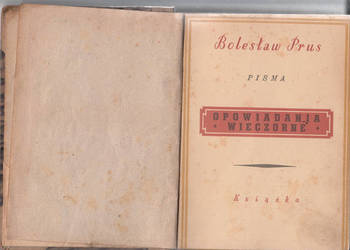 Bolesław Prus
PISMA
OPOWIADANIA
WIECZORNE
Książka